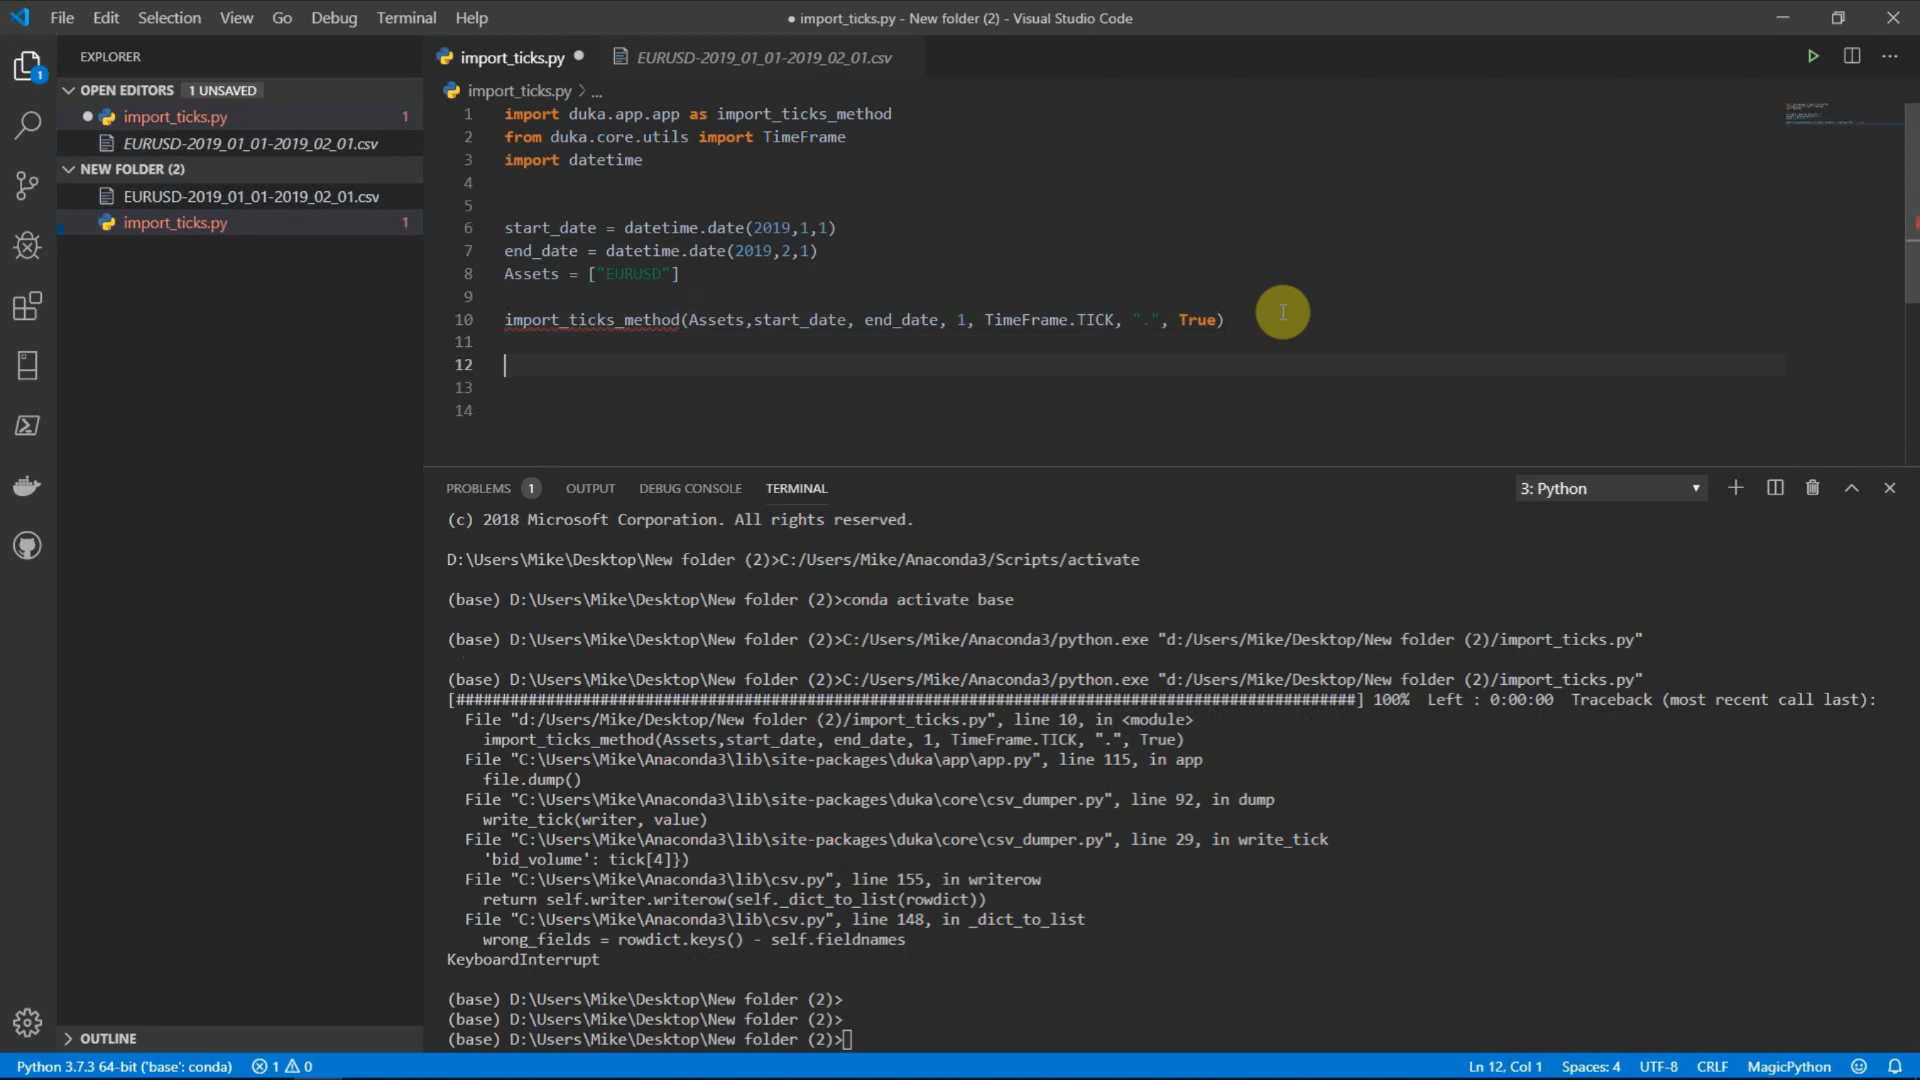 File Edit Selection View Go Debug Terminal Help
● import_ticks.py - New folder (2) - Visual Studio Code
EXPLORER
OPEN EDITORS 1 UNSAVED
import_ticks.py 1
EURUSD-2019_01_01-2019_02_01.csv
NEW FOLDER (2)
EURUSD-2019_01_01-2019_02_01.csv
import_ticks.py 1
OUTLINE
1
import_ticks.py
EURUSD-2019_01_01-2019_02_01.csv
import_ticks.py > ...
1 import duka.app.app as import_ticks_method
2 from duka.core.utils import TimeFrame
3 import datetime
4
5
6 start_date = datetime.date(2019,1,1)
7 end_date = datetime.date(2019,2,1)
8 Assets = ["EURUSD"]
9
10 import_ticks_method(Assets,start_date, end_date, 1, TimeFrame.TICK, ".", True)
11
12
13
14
PROBLEMS 1 OUTPUT DEBUG CONSOLE TERMINAL
3: Python
(c) 2018 Microsoft Corporation. All rights reserved.
D:\Users\Mike\Desktop\New folder (2)>C:/Users/Mike/Anaconda3/Scripts/activate
(base) D:\Users\Mike\Desktop\New folder (2)>conda activate base
(base) D:\Users\Mike\Desktop\New folder (2)>C:/Users/Mike/Anaconda3/python.exe "d:/Users/Mike/Desktop/New folder (2)/import_ticks.py"
(base) D:\Users\Mike\Desktop\New folder (2)>C:/Users/Mike/Anaconda3/python.exe "d:/Users/Mike/Desktop/New folder (2)/import_ticks.py"
[####################################################################################################] 100% Left : 0:00:00 Traceback (most recent call last):
File "d:/Users/Mike/Desktop/New folder (2)/import_ticks.py", line 10, in <module>
import_ticks_method(Assets,start_date, end_date, 1, TimeFrame.TICK, ".", True)
File "C:\Users\Mike\Anaconda3\lib\site-packages\duka\app\app.py", line 115, in app
file.dump()
File "C:\Users\Mike\Anaconda3\lib\site-packages\duka\core\csv_dumper.py", line 92, in dump
write_tick(writer, value)
File "C:\Users\Mike\Anaconda3\lib\site-packages\duka\core\csv_dumper.py", line 29, in write_tick
'bid_volume': tick[4]})
File "C:\Users\Mike\Anaconda3\lib\csv.py", line 155, in writerow
return self.writer.writerow(self._dict_to_list(rowdict))
File "C:\Users\Mike\Anaconda3\lib\csv.py", line 148, in _dict_to_list
wrong_fields = rowdict.keys() - self.fieldnames
KeyboardInterrupt
(base) D:\Users\Mike\Desktop\New folder (2)>
(base) D:\Users\Mike\Desktop\New folder (2)>
(base) D:\Users\Mike\Desktop\New folder (2)>
Python 3.7.3 64-bit ('base': conda) 1 0
Ln 12, Col 1 Spaces: 4 UTF-8 CRLF MagicPython